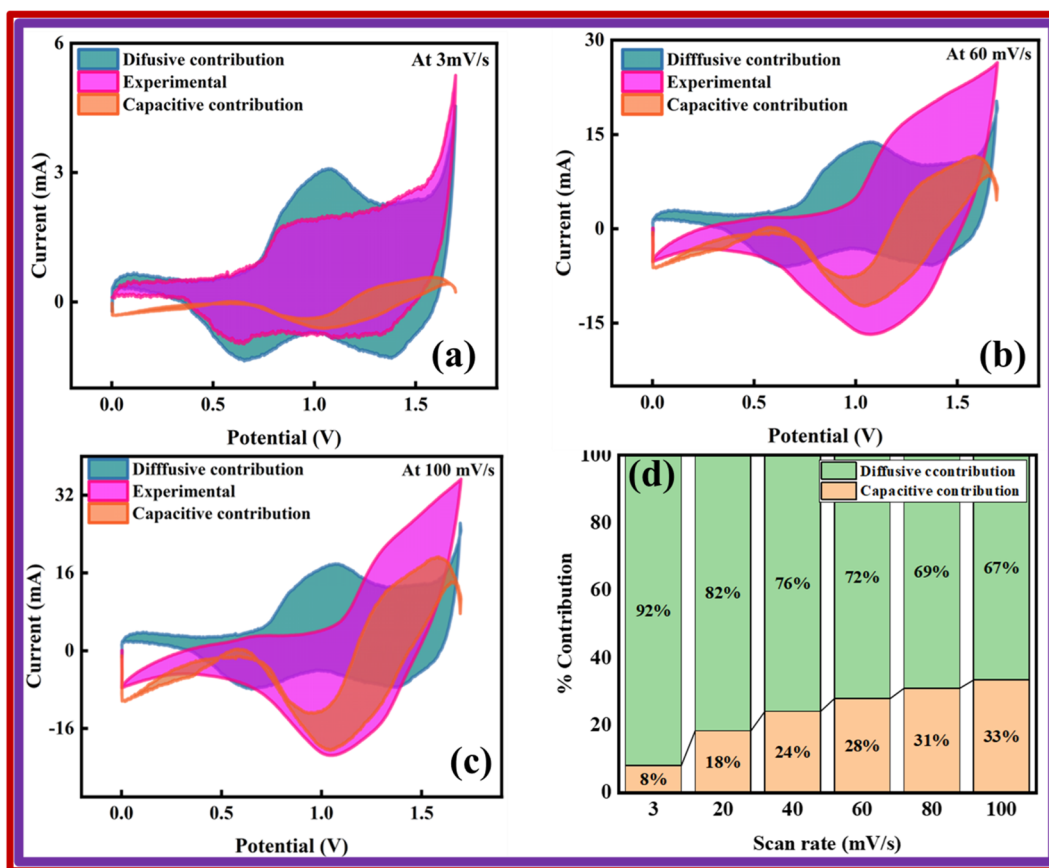 6
3
0
Current (mA)
Difusive contribution
Experimental
Capacitive contribution
At 3mV/s
(a)
0.0 0.5 1.0 1.5
Potential (V)
30
15
0
-15
Current (mA)
Difffusive contribution
Experimental
Capacitive contribution
At 60 mV/s
(b)
0.0 0.5 1.0 1.5
Potential (V)
32
16
0
-16
Current (mA)
Difffusive contribution
Experimental
Capacitive contribution
At 100 mV/s
(c)
0.0 0.5 1.0 1.5
Potential (V)
100
80
60
40
20
0
% Contribution
(d)
Diffusive ccontribution
Capacitive contribution
92% 82% 76% 72% 69% 67%
8% 18% 24% 28% 31% 33%
3 20 40 60 80 100
Scan rate (mV/s)